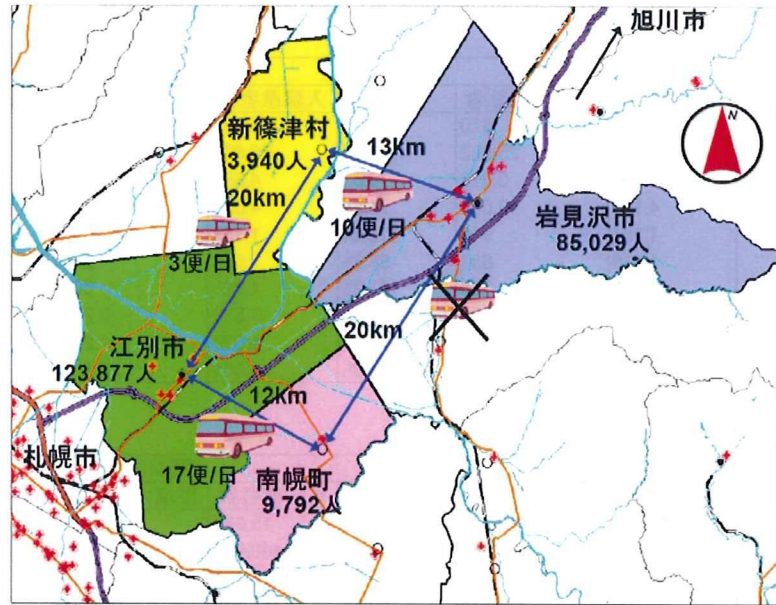 旭川市
N
新篠津村
3,940人
13km
20km
10便/日
岩見沢市
85,029人
3便/日
20km
江別市
123,877人
12km
札幌市
17便/日
南幌町
9,792人